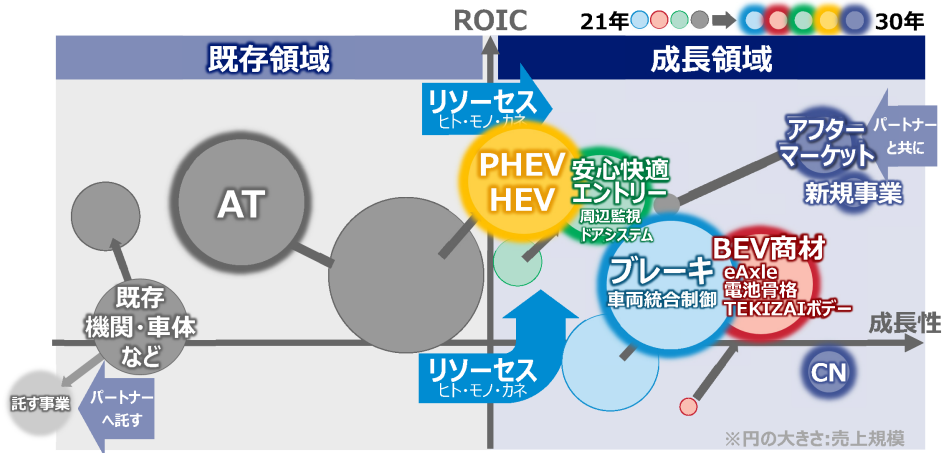 ROIC
21年
30年
既存領域
成長領域
リソーセス
ヒト・モノ・カネ
アフター
マーケット
パートナー
と共に
新規事業
PHEV
HEV
安心快適
エントリー
周辺監視
ドアシステム
AT
ブレーキ
車両統合制御
BEV商材
eAxle
電池骨格
TEKIZAIボデー
既存
機関・車体
など
成長性
リソーセス
ヒト・モノ・カネ
CN
託す事業
パートナー
へ託す
※円の大きさ:売上規模